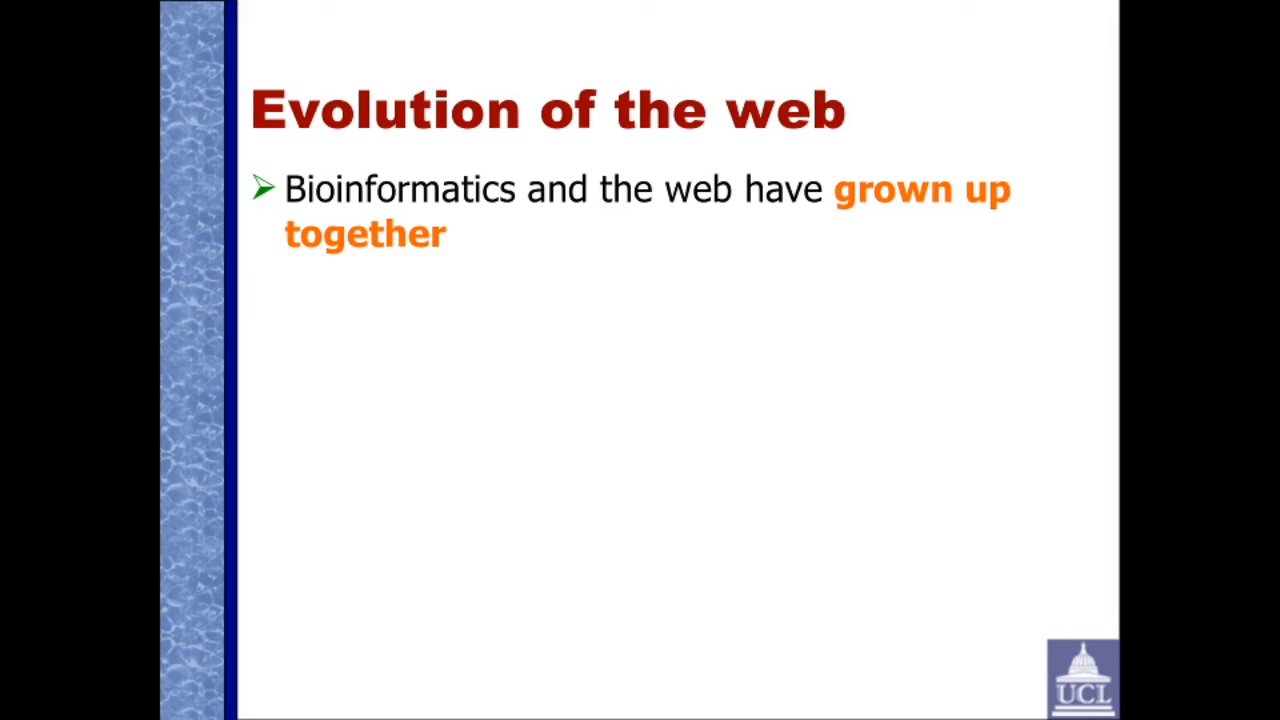 Evolution of the web
Bioinformatics and the web have grown up
together
UCL